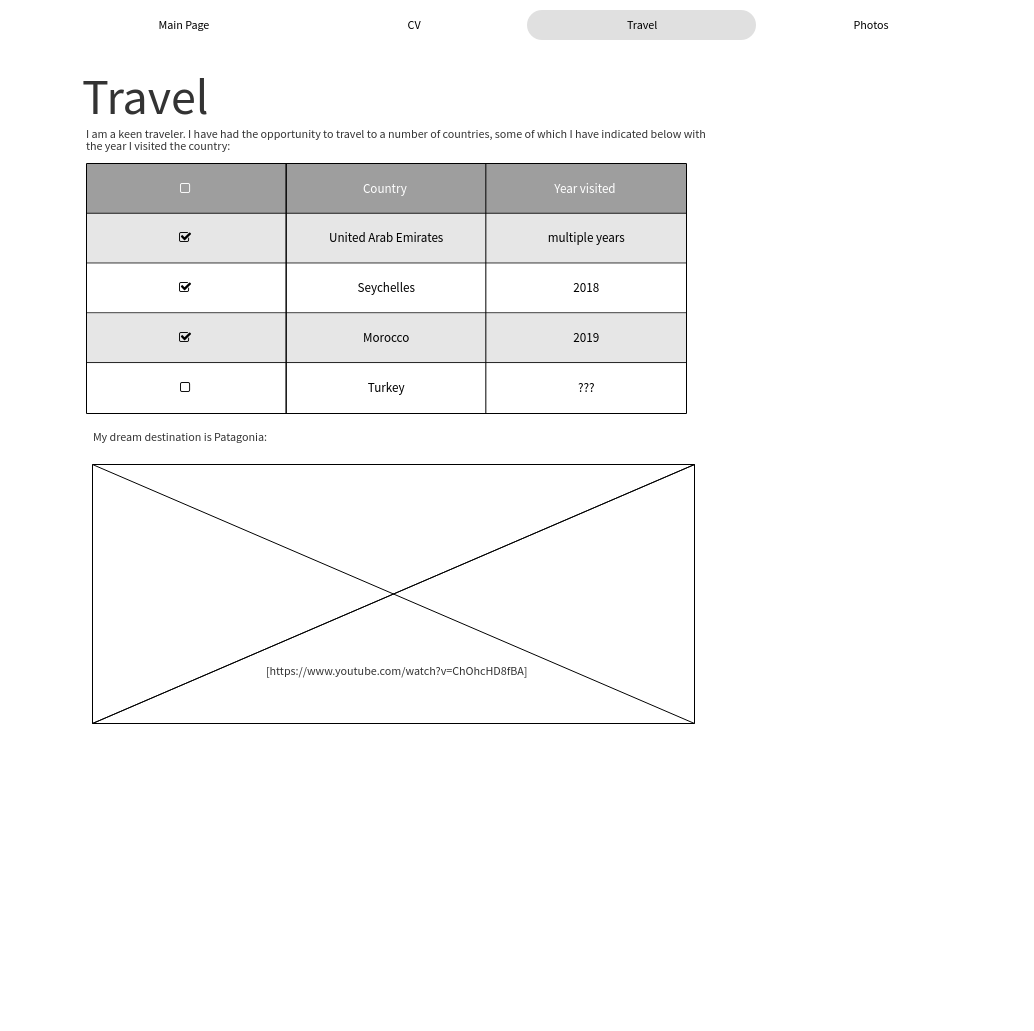 Main Page CV Travel Photos
Travel
I am a keen traveler. I have had the opportunity to travel to a number of countries, some of which I have indicated below with
the year I visited the country:
Country Year visited
United Arab Emirates multiple years
Seychelles 2018
Morocco 2019
Turkey ???
My dream destination is Patagonia:
[https://www.youtube.com/watch?v=ChOhcHD8fBA]